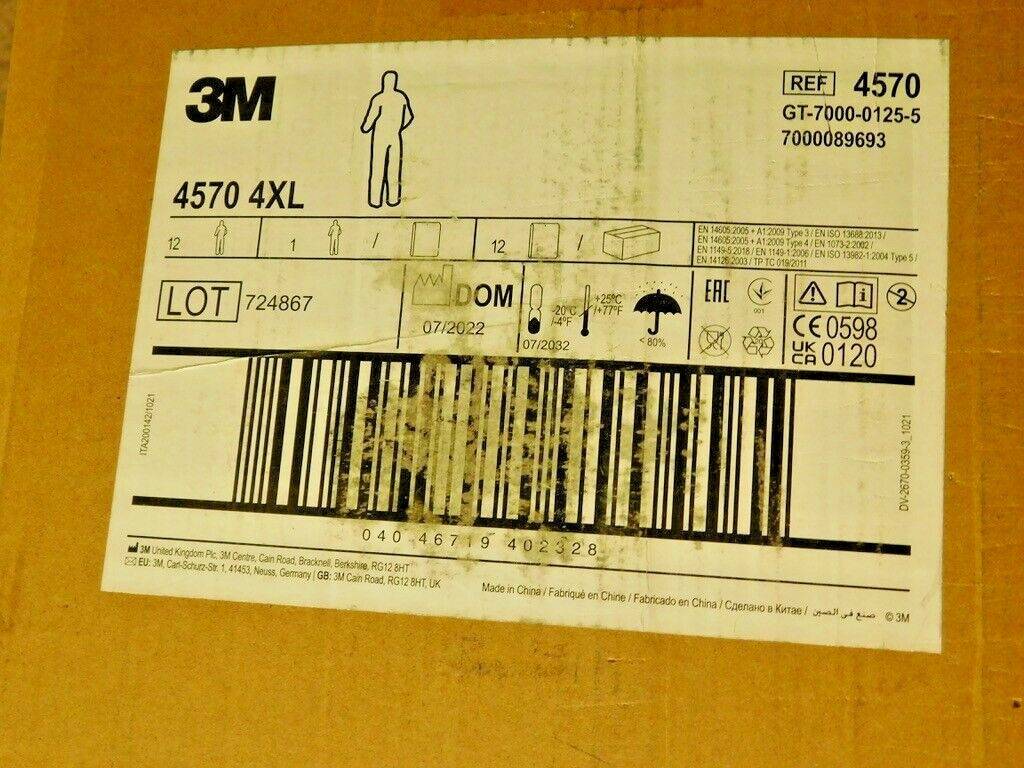 3M
REF 4570
GT-7000-0125-5
7000089693
4570 4XL
12 1 / 12 /
EN 14605:2005 + A1:2009 Type 3 / EN ISO 13688:2013 /
EN 14605:2005 + A1:2009 Type 4 / EN 1073-2:2002 /
EN 1149-5:2018 / EN 1149-1:2006 / EN ISO 13982-1:2004 Type 5 /
EN 14126:2003 / TP TC 019/2011
LOT 724867
DOM
07/2022
-20°C
/-4°F
+25°C
/+77°F
07/2032
< 80%
EAC
001
i
2
CE 0598
UK
CA 0120
ITA200142/1021
DV-2670-0359-3_1021
040 46719 402328
3M United Kingdom Plc, 3M Centre, Cain Road, Bracknell, Berkshire, RG12 8HT
EU: 3M, Carl-Schurz-Str. 1, 41453, Neuss, Germany | GB: 3M Cain Road, RG12 8HT, UK
Made in China / Fabriqué en Chine / Fabricado en China / Сделано в Китае / صنع في الصين © 3M